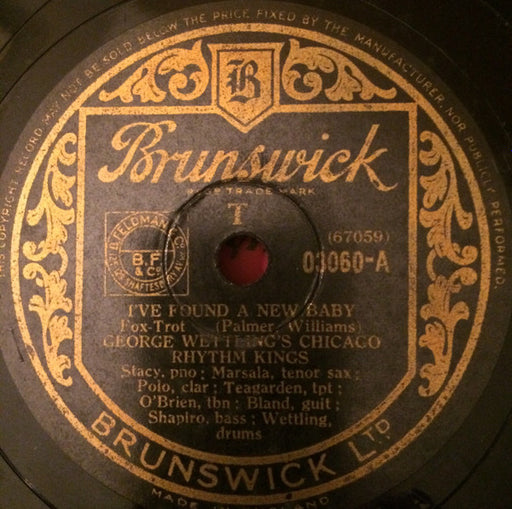 THIS COPYRIGHT RECORD MAY NOT BE SOLD BELOW THE PRICE FIXED BY THE MANUFACTURER, NOR PUBLICLY PERFORMED.
B
Brunswick
TRADE MARK
T
B. FELDMAN & CO
B.F.
& Co
125 SHAFTESBURY AV.
(67059)
03060-A
I'VE FOUND A NEW BABY
Fox-Trot (Palmer, Williams)
GEORGE WETTLING'S CHICAGO
RHYTHM KINGS
Stacy, pno; Marsala, tenor sax;
Polo, clar; Teagarden, tpt;
O'Brien, tbn; Bland, guit;
Shapiro, bass; Wettling,
drums
BRUNSWICK LTD
MADE